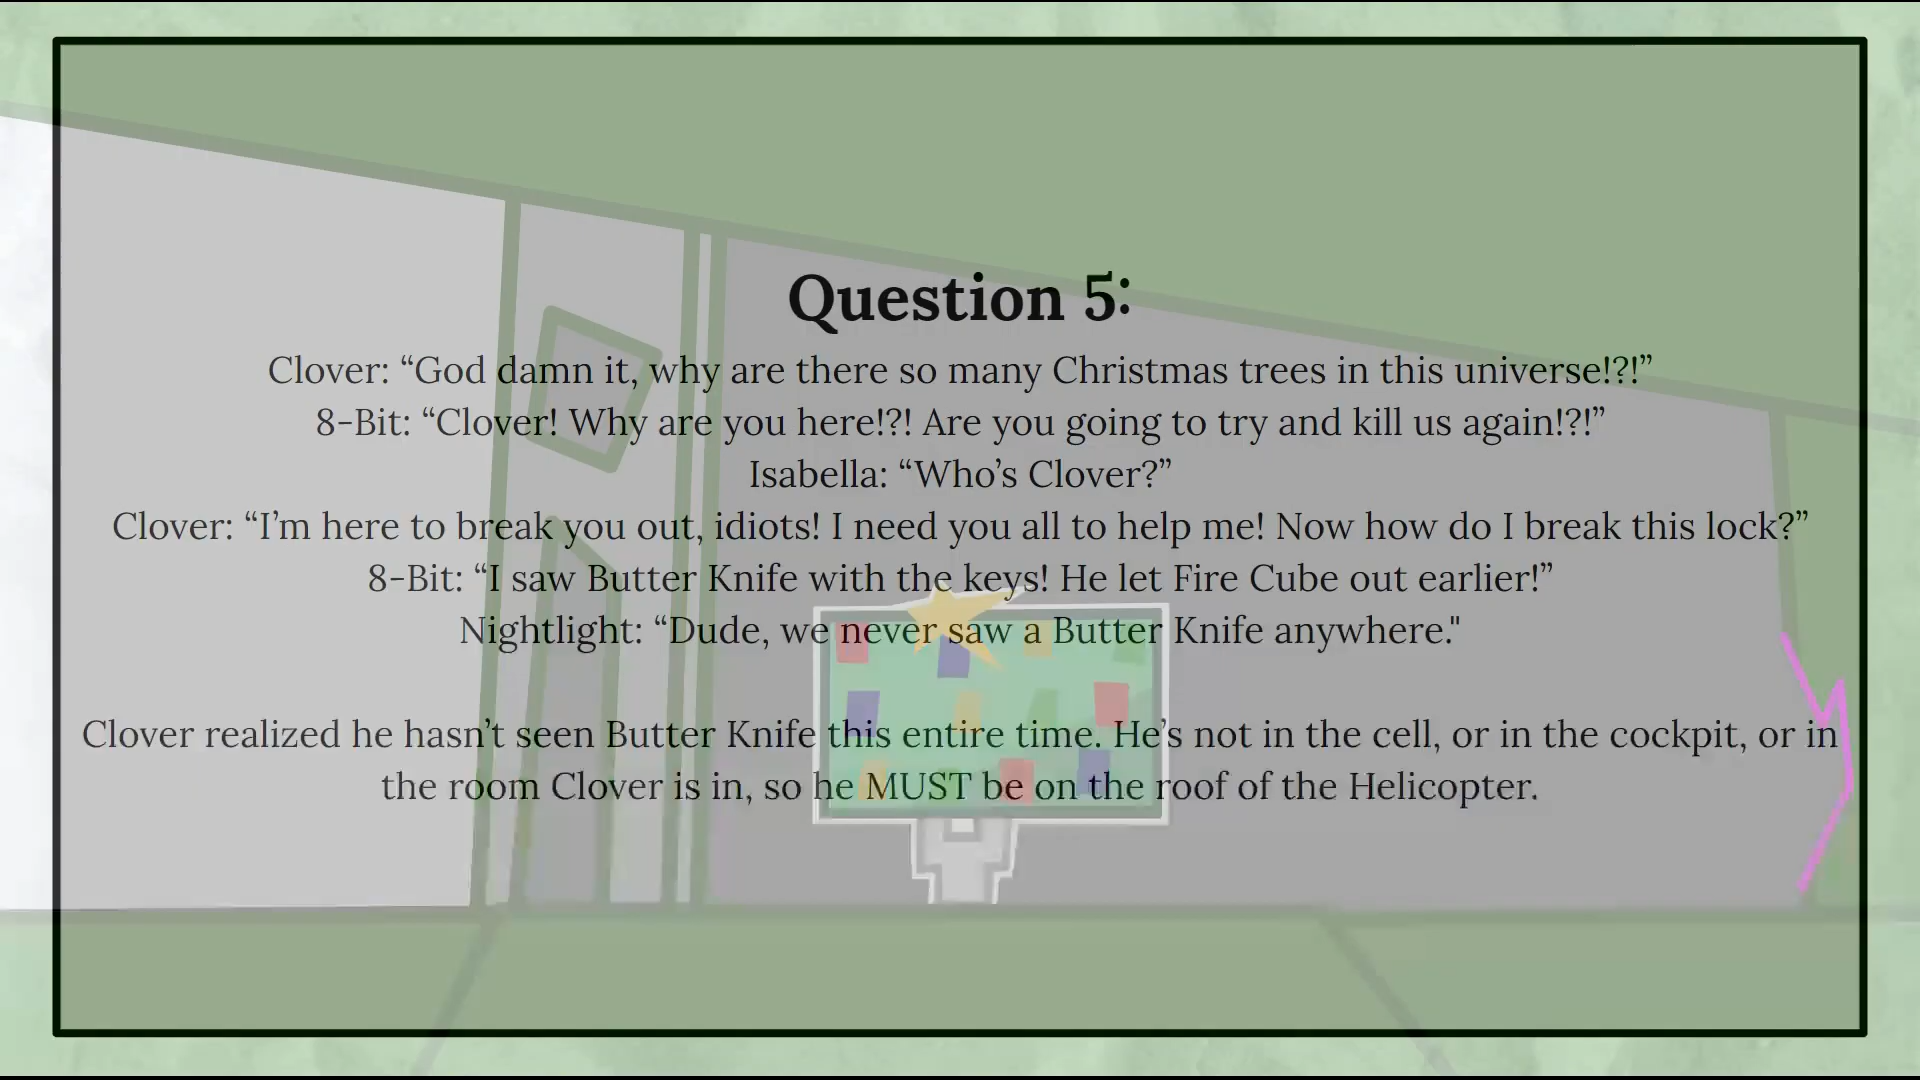 Question 5:
Clover: “God damn it, why are there so many Christmas trees in this universe!?!”
8-Bit: “Clover! Why are you here!?! Are you going to try and kill us again!?!”
Isabella: “Who’s Clover?”
Clover: “I’m here to break you out, idiots! I need you all to help me! Now how do I break this lock?”
8-Bit: “I saw Butter Knife with the keys! He let Fire Cube out earlier!”
Nightlight: “Dude, we never saw a Butter Knife anywhere."
Clover realized he hasn’t seen Butter Knife this entire time. He’s not in the cell, or in the cockpit, or in
the room Clover is in, so he MUST be on the roof of the Helicopter.